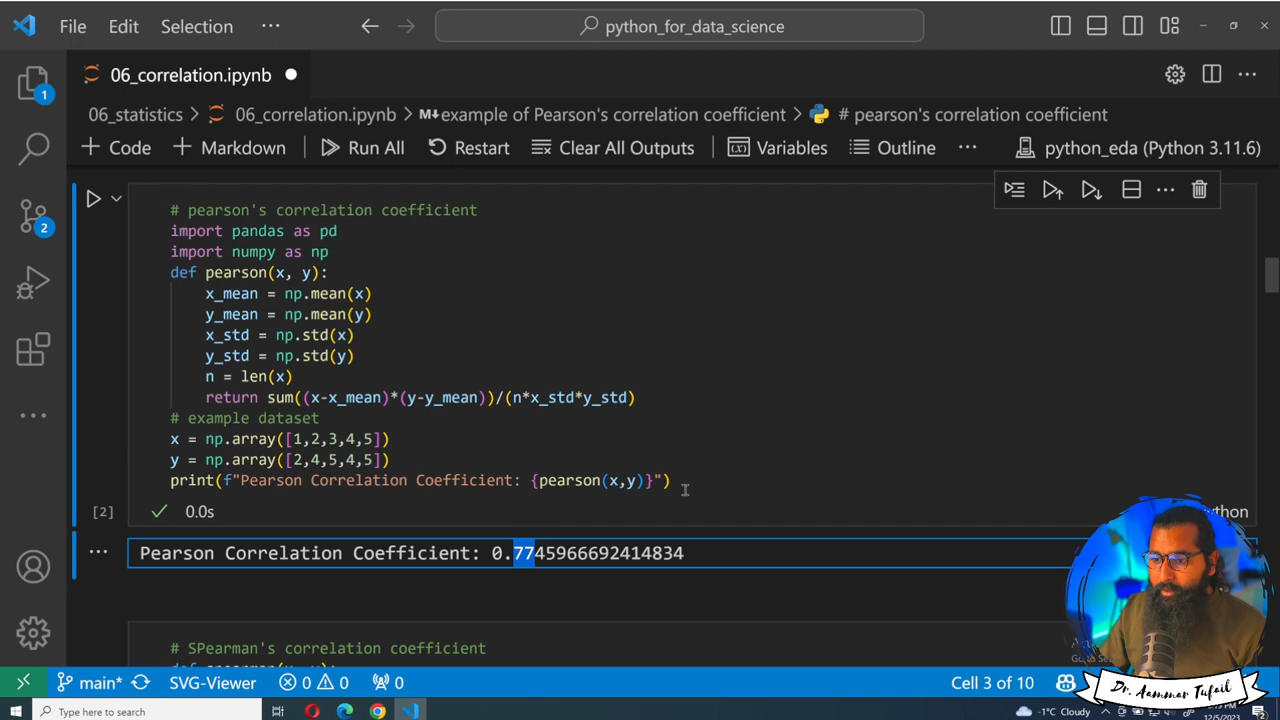 File Edit Selection ··· python_for_data_science
06_correlation.ipynb
06_statistics > 06_correlation.ipynb > M↓example of Pearson's correlation coefficient > # pearson's correlation coefficient
+ Code + Markdown Run All Restart Clear All Outputs Variables Outline ··· python_eda (Python 3.11.6)
# pearson's correlation coefficient
import pandas as pd
import numpy as np
def pearson(x, y):
x_mean = np.mean(x)
y_mean = np.mean(y)
x_std = np.std(x)
y_std = np.std(y)
n = len(x)
return sum((x-x_mean)*(y-y_mean))/(n*x_std*y_std)
# example dataset
x = np.array([1,2,3,4,5])
y = np.array([2,4,5,4,5])
print(f"Pearson Correlation Coefficient: {pearson(x,y)}")
[2] 0.0s
Pearson Correlation Coefficient: 0.7745966692414834
# SPearman's correlation coefficient
1
2
main* SVG-Viewer 0 0 0 Cell 3 of 10
Dr. Aammar Tufail
Type here to search -1°C Cloudy 12/5/2023